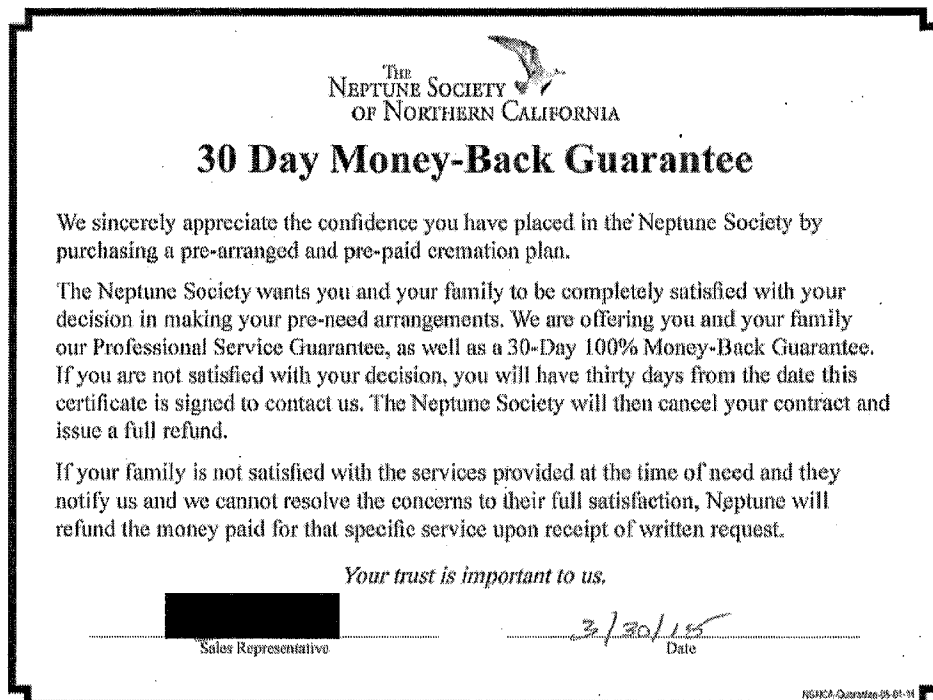 THE
NEPTUNE SOCIETY
OF NORTHERN CALIFORNIA
30 Day Money-Back Guarantee
We sincerely appreciate the confidence you have placed in the Neptune Society by
purchasing a pre-arranged and pre-paid cremation plan.
The Neptune Society wants you and your family to be completely satisfied with your
decision in making your pre-need arrangements. We are offering you and your family
our Professional Service Guarantee, as well as a 30-Day 100% Money-Back Guarantee.
If you are not satisfied with your decision, you will have thirty days from the date this
certificate is signed to contact us. The Neptune Society will then cancel your contract and
issue a full refund.
If your family is not satisfied with the services provided at the time of need and they
notify us and we cannot resolve the concerns to their full satisfaction, Neptune will
refund the money paid for that specific service upon receipt of written request.
Your trust is important to us.
3/30/15
Sales Representative
Date